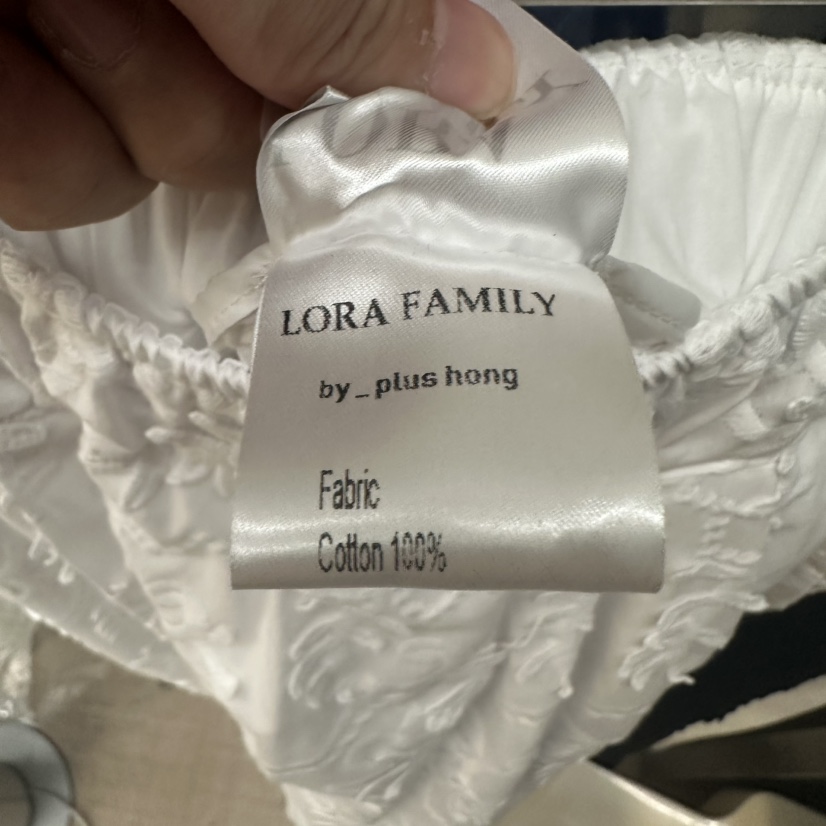 LORA FAMILY
by_plus hong
Fabric
Cotton 100%